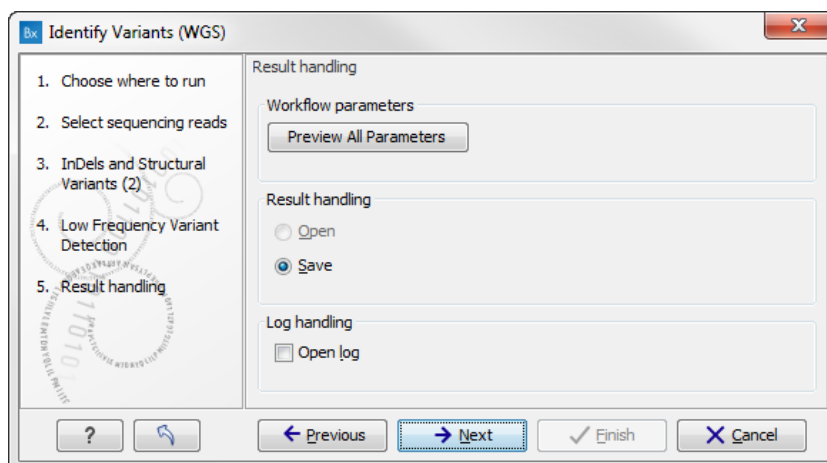 Bx Identify Variants (WGS)
1. Choose where to run
2. Select sequencing reads
3. InDels and Structural
Variants (2)
4. Low Frequency Variant
Detection
5. Result handling
Result handling
Workflow parameters
Preview All Parameters
Result handling
Open
Save
Log handling
Open log
? Previous Next Finish Cancel